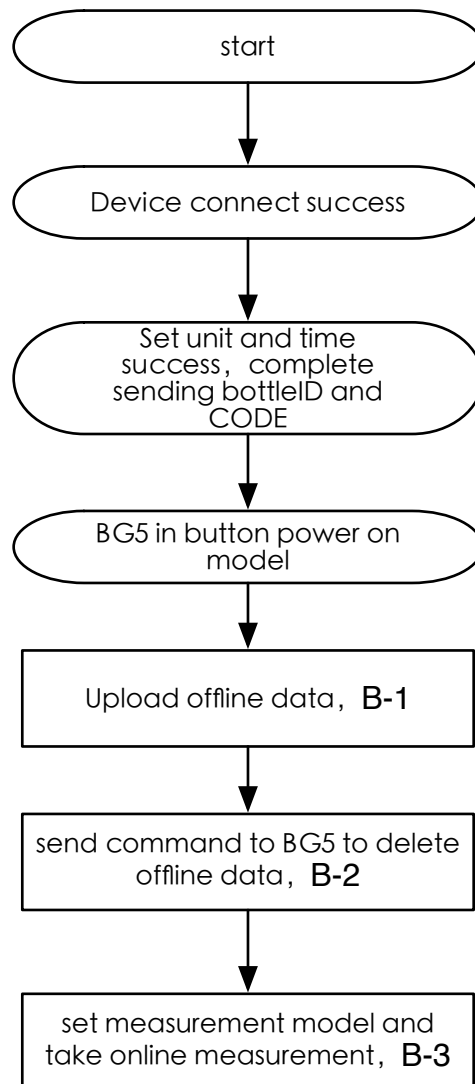 start
Device connect success
Set unit and time
success，complete
sending bottleID and
CODE
BG5 in button power on
model
Upload offline data，B-1
send command to BG5 to delete
offline data，B-2
set measurement model and
take online measurement，B-3